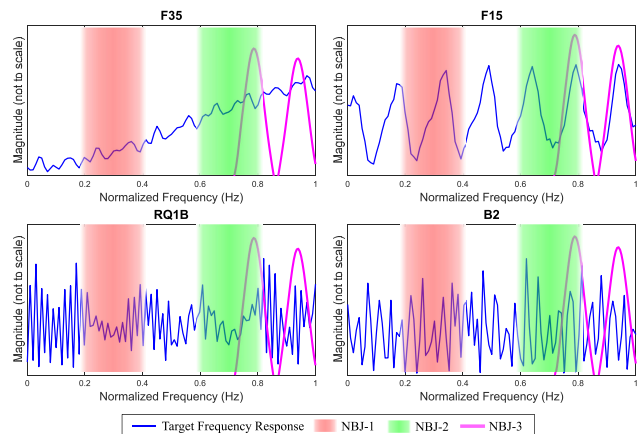 F35
Magnitude (not to scale)
0 0.2 0.4 0.6 0.8 1
Normalized Frequency (Hz)
F15
Magnitude (not to scale)
0 0.2 0.4 0.6 0.8 1
Normalized Frequency (Hz)
RQ1B
Magnitude (not to scale)
0 0.2 0.4 0.6 0.8 1
Normalized Frequency (Hz)
B2
Magnitude (not to scale)
0 0.2 0.4 0.6 0.8 1
Normalized Frequency (Hz)
Target Frequency Response NBJ-1 NBJ-2 NBJ-3